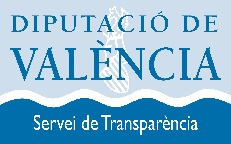 DIPUTACIÓ DE
VALÈNCIA
Servei de Transparència